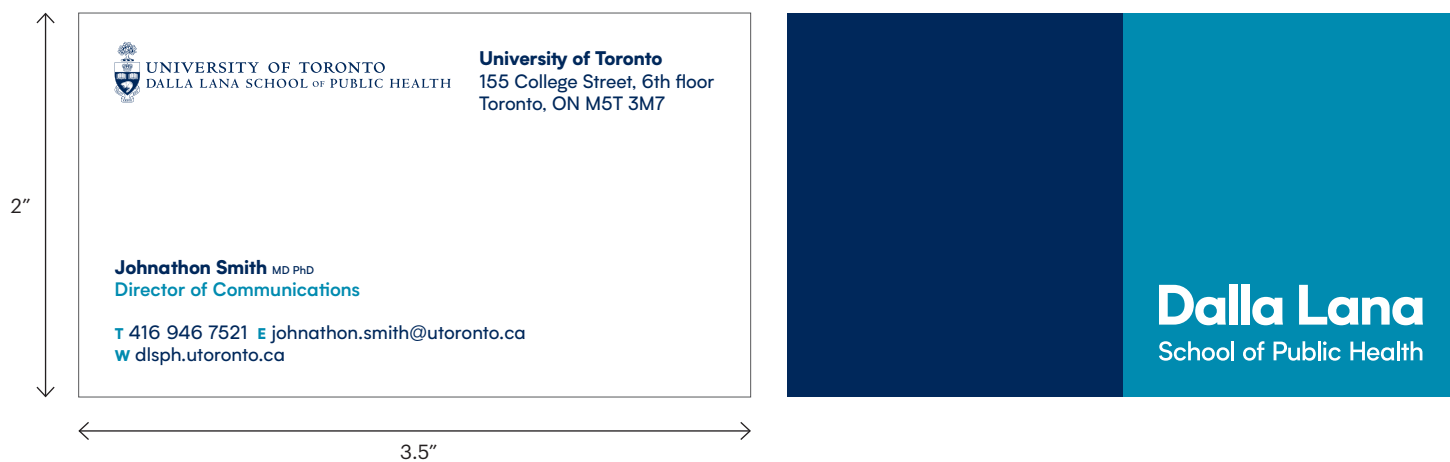 2″
UNIVERSITY OF TORONTO
DALLA LANA SCHOOL OF PUBLIC HEALTH
University of Toronto
155 College Street, 6th floor
Toronto, ON M5T 3M7
Johnathon Smith MD PhD
Director of Communications
T 416 946 7521 E johnathon.smith@utoronto.ca
W dlsph.utoronto.ca
3.5″
Dalla Lana
School of Public Health